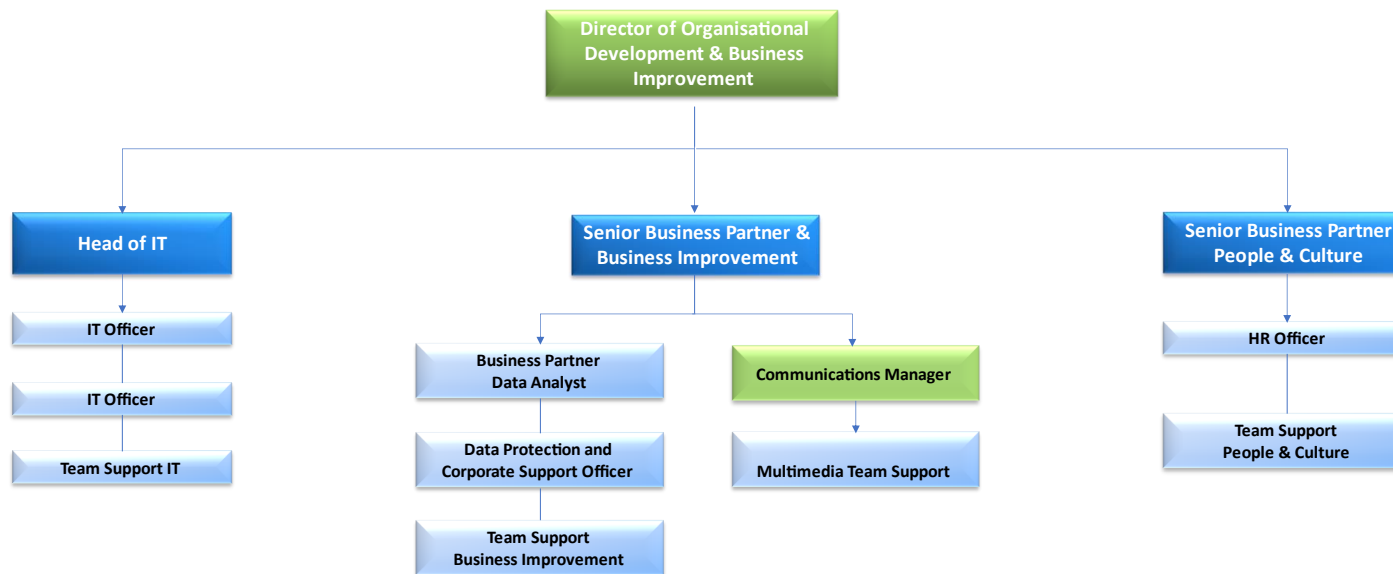 Director of Organisational
Development & Business
Improvement
Head of IT
Senior Business Partner &
Business Improvement
Senior Business Partner
People & Culture
IT Officer
IT Officer
Team Support IT
Business Partner
Data Analyst
Data Protection and
Corporate Support Officer
Team Support
Business Improvement
Communications Manager
Multimedia Team Support
HR Officer
Team Support
People & Culture